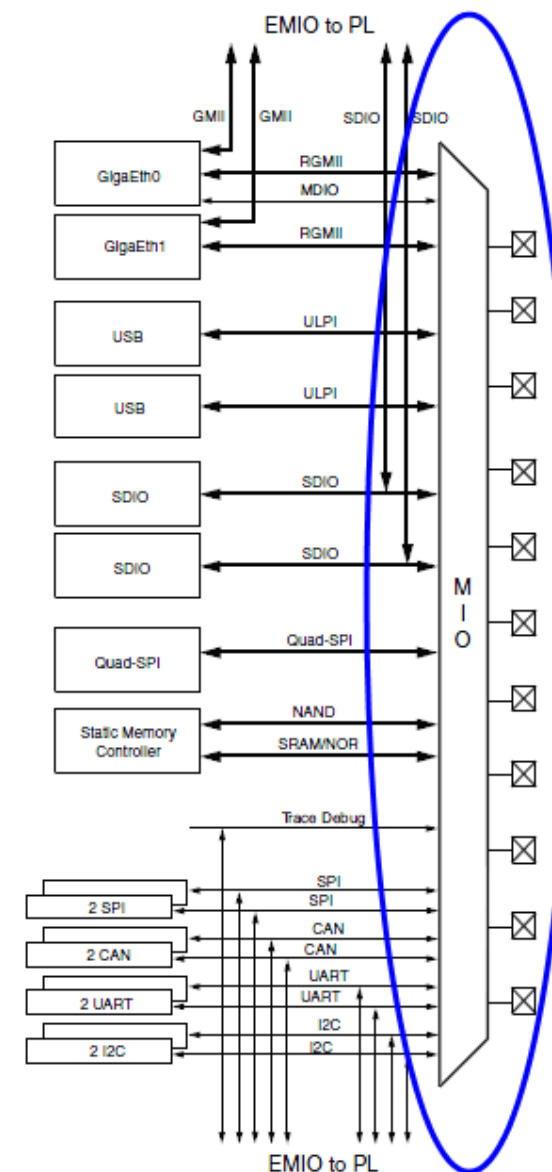 EMIO to PL
GMII
GMII
SDIO
SDIO
GigaEth0
RGMII
MDIO
GigaEth1
RGMII
USB
ULPI
USB
ULPI
SDIO
SDIO
SDIO
SDIO
MIO
Quad-SPI
Quad-SPI
Static Memory
Controller
NAND
SRAM/NOR
Trace Debug
SPI
2 SPI
SPI
CAN
2 CAN
CAN
UART
2 UART
UART
I2C
2 I2C
I2C
EMIO to PL